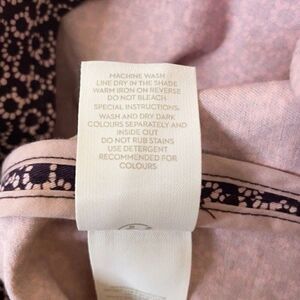 MACHINE WASH
LINE DRY IN THE SHADE
WARM IRON ON REVERSE
DO NOT BLEACH
SPECIAL INSTRUCTIONS:
WASH AND DRY DARK
COLOURS SEPARATELY AND
INSIDE OUT
DO NOT RUB STAINS
USE DETERGENT
RECOMMENDED FOR
COLOURS